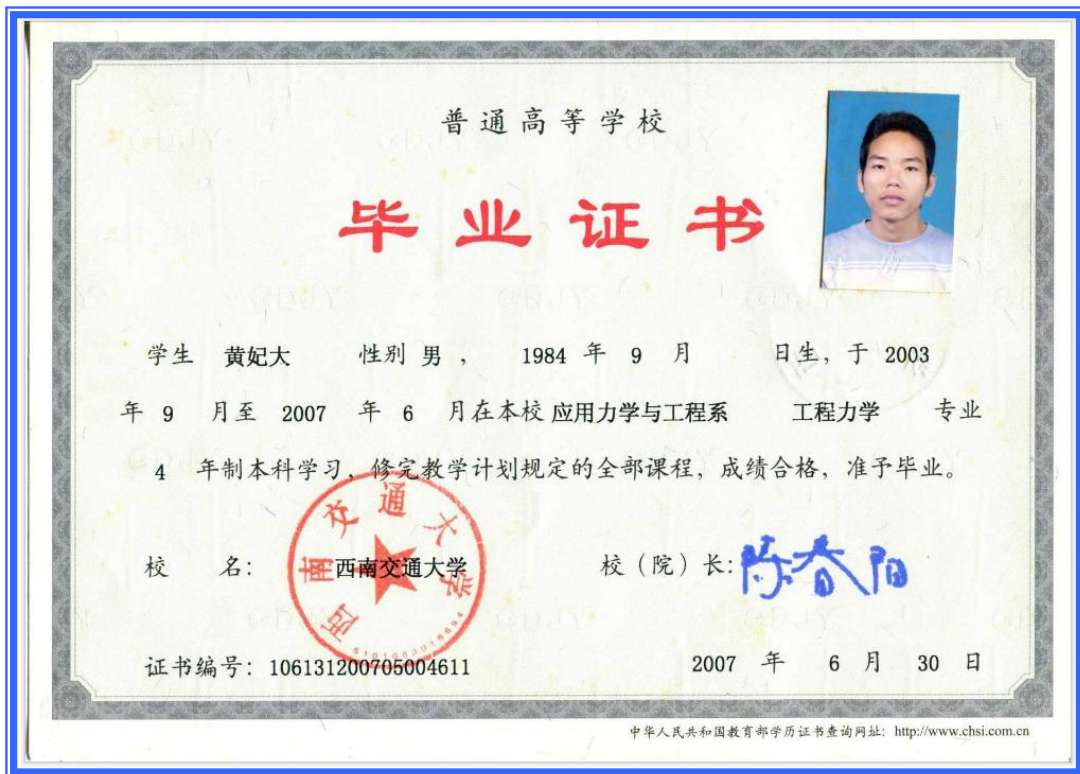 普通高等学校
毕业证书
学生 黄妃大 性别 男 ， 1984 年 9 月 日生，于 2003
年 9 月至 2007 年 6 月在本校 应用力学与工程系 工程力学 专业
4 年制本科学习，修完教学计划规定的全部课程，成绩合格，准予毕业。
校 名： 西南交通大学
西南交通大学
校（院）长: 陈春阳
证书编号：106131200705004611
2007 年 6 月 30 日
中华人民共和国教育部学历证书查询网址：http://www.chsi.com.cn